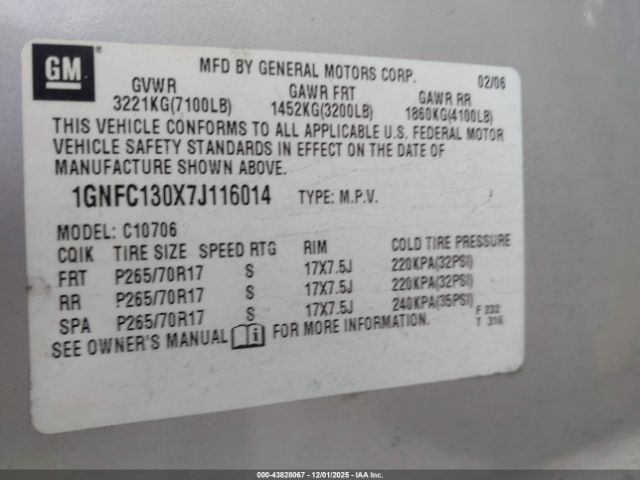 GM ®
MFD BY GENERAL MOTORS CORP. 02/06
GVWR GAWR FRT GAWR RR
3221KG(7100LB) 1452KG(3200LB) 1860KG(4100LB)
THIS VEHICLE CONFORMS TO ALL APPLICABLE U.S. FEDERAL MOTOR
VEHICLE SAFETY STANDARDS IN EFFECT ON THE DATE OF
MANUFACTURE SHOWN ABOVE.
1GNFC130X7J116014 TYPE: M.P.V.
MODEL: C10706
CQIK TIRE SIZE SPEED RTG RIM COLD TIRE PRESSURE
FRT P265/70R17 S 17X7.5J 220KPA(32PSI)
RR P265/70R17 S 17X7.5J 220KPA(32PSI)
SPA P265/70R17 S 17X7.5J 240KPA(35PSI)
F 232
SEE OWNER'S MANUAL i FOR MORE INFORMATION. T 316
000-43828067 - 12/01/2025 - IAA Inc.